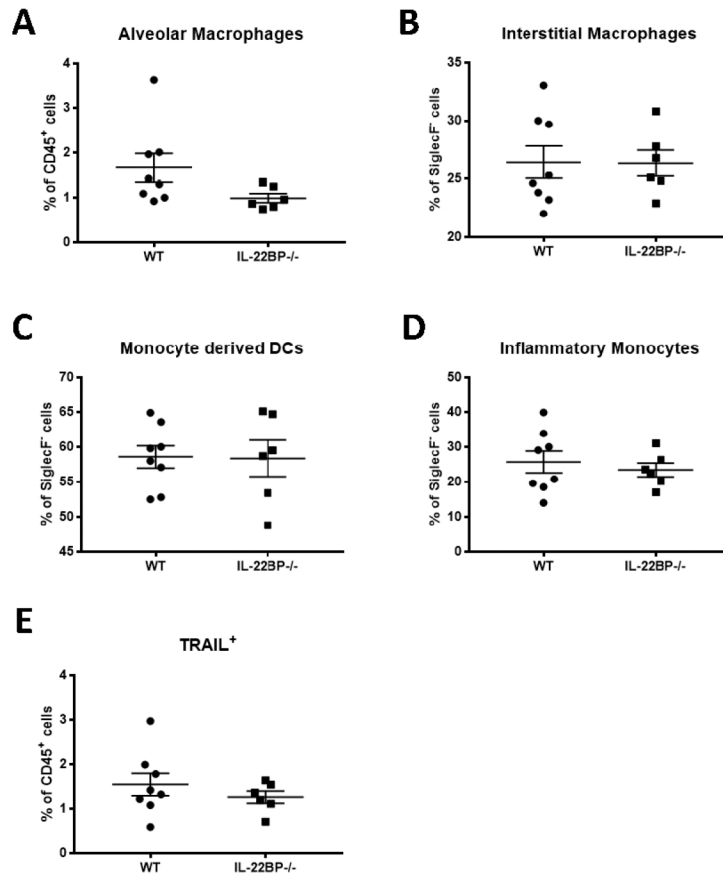 A
Alveolar Macrophages
% of CD45+ cells
4
3
2
1
0
WT
IL-22BP-/-
B
Interstitial Macrophages
% of SiglecF- cells
35
30
25
20
WT
IL-22BP-/-
C
Monocyte derived DCs
% of SiglecF- cells
70
65
60
55
50
45
WT
IL-22BP-/-
D
Inflammatory Monocytes
% of SiglecF- cells
50
40
30
20
10
0
WT
IL-22BP-/-
E
TRAIL+
% of CD45+ cells
4
3
2
1
0
WT
IL-22BP-/-